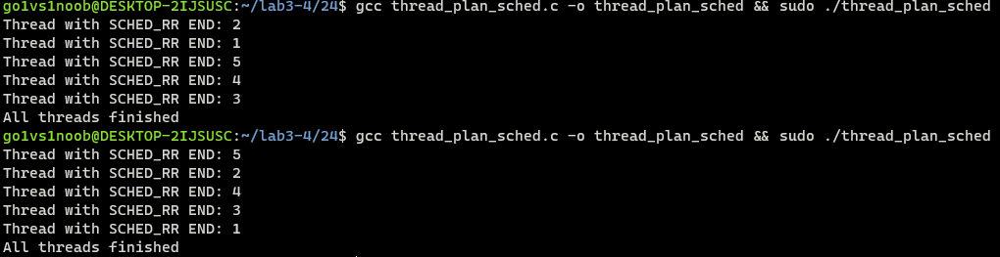 go1vs1noob@DESKTOP-2IJSUSC:~/lab3-4/24$ gcc thread_plan_sched.c -o thread_plan_sched && sudo ./thread_plan_sched
Thread with SCHED_RR END: 2
Thread with SCHED_RR END: 1
Thread with SCHED_RR END: 5
Thread with SCHED_RR END: 4
Thread with SCHED_RR END: 3
All threads finished
go1vs1noob@DESKTOP-2IJSUSC:~/lab3-4/24$ gcc thread_plan_sched.c -o thread_plan_sched && sudo ./thread_plan_sched
Thread with SCHED_RR END: 5
Thread with SCHED_RR END: 2
Thread with SCHED_RR END: 4
Thread with SCHED_RR END: 3
Thread with SCHED_RR END: 1
All threads finished